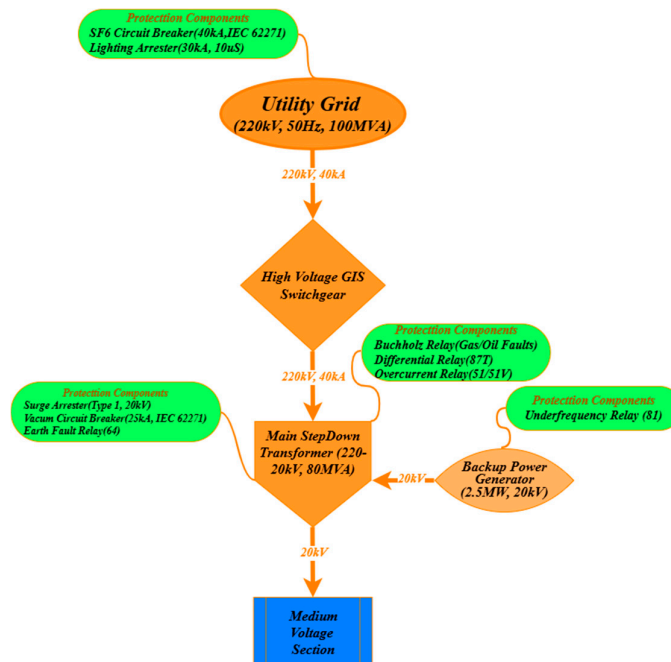 Protecttion Components
SF6 Circuit Breaker(40kA,IEC 62271)
Lighting Arrester(30kA, 10uS)
Utility Grid
(220kV, 50Hz, 100MVA)
220kV, 40kA
High Voltage GIS
Switchgear
220kV, 40kA
Protecttion Components
Buchholz Relay(Gas/Oil Faults)
Differential Relay(87T)
Overcurrent Relay(51/51V)
Protecttion Components
Surge Arrester(Type 1, 20kV)
Vacum Circuit Breaker(25kA, IEC 62271)
Earth Fault Relay(64)
Protecttion Components
Underfrequency Relay (81)
Main StepDown
Transformer (220-
20kV, 80MVA)
20kV
Backup Power
Generator
(2.5MW, 20kV)
20kV
Medium
Voltage
Section